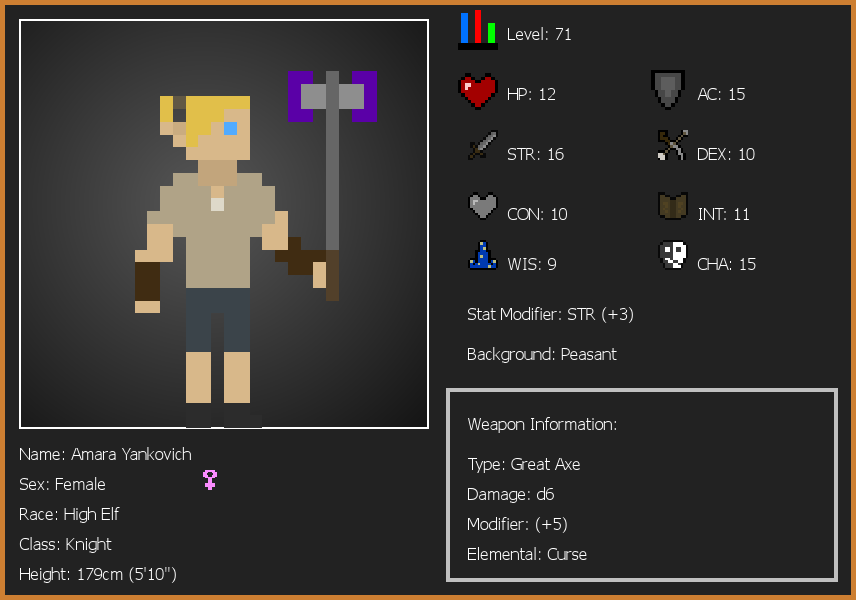 Level: 71
HP: 12
AC: 15
STR: 16
DEX: 10
CON: 10
INT: 11
WIS: 9
CHA: 15
Stat Modifier: STR (+3)
Background: Peasant
Weapon Information:
Type: Great Axe
Damage: d6
Modifier: (+5)
Elemental: Curse
Name: Amara Yankovich
Sex: Female
Race: High Elf
Class: Knight
Height: 179cm (5'10")